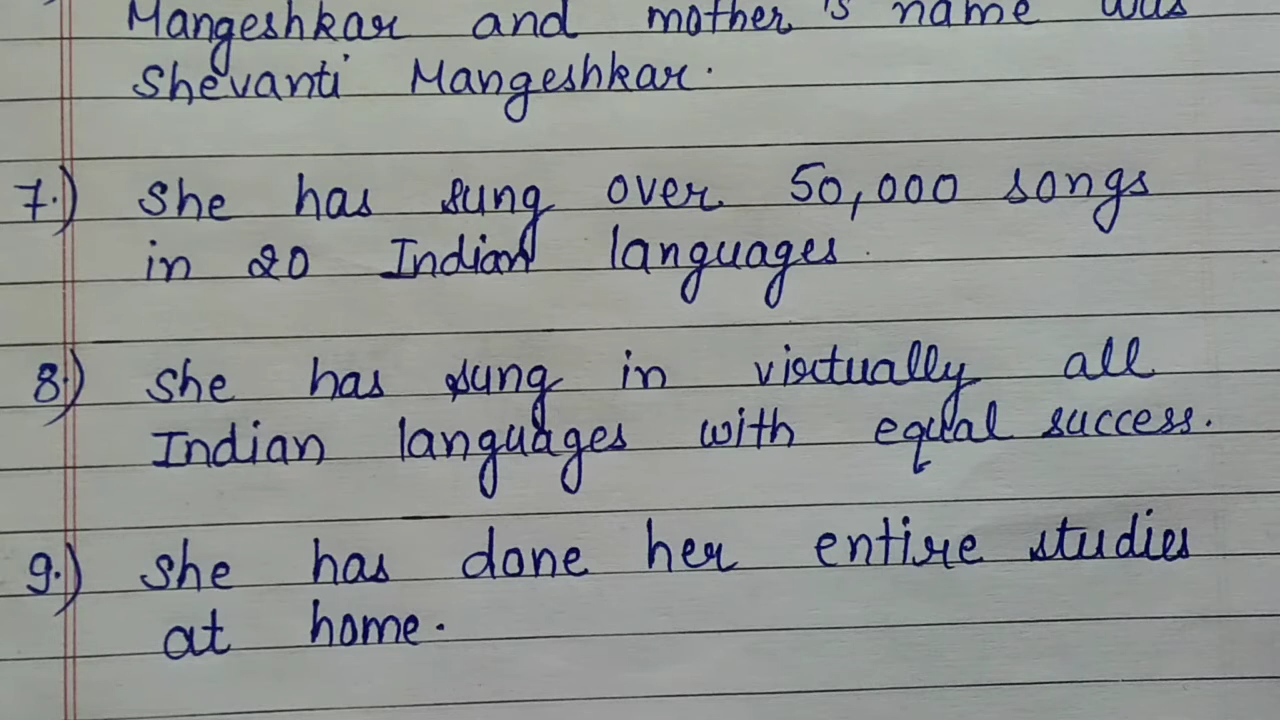 Mangeshkar and mother's name was
Shevanti Mangeshkar.
7.) She has sung over 50,000 songs
in 20 Indian languages.
8.) She has sung in virtually all
Indian languages with equal success.
9.) She has done her entire studies
at home.